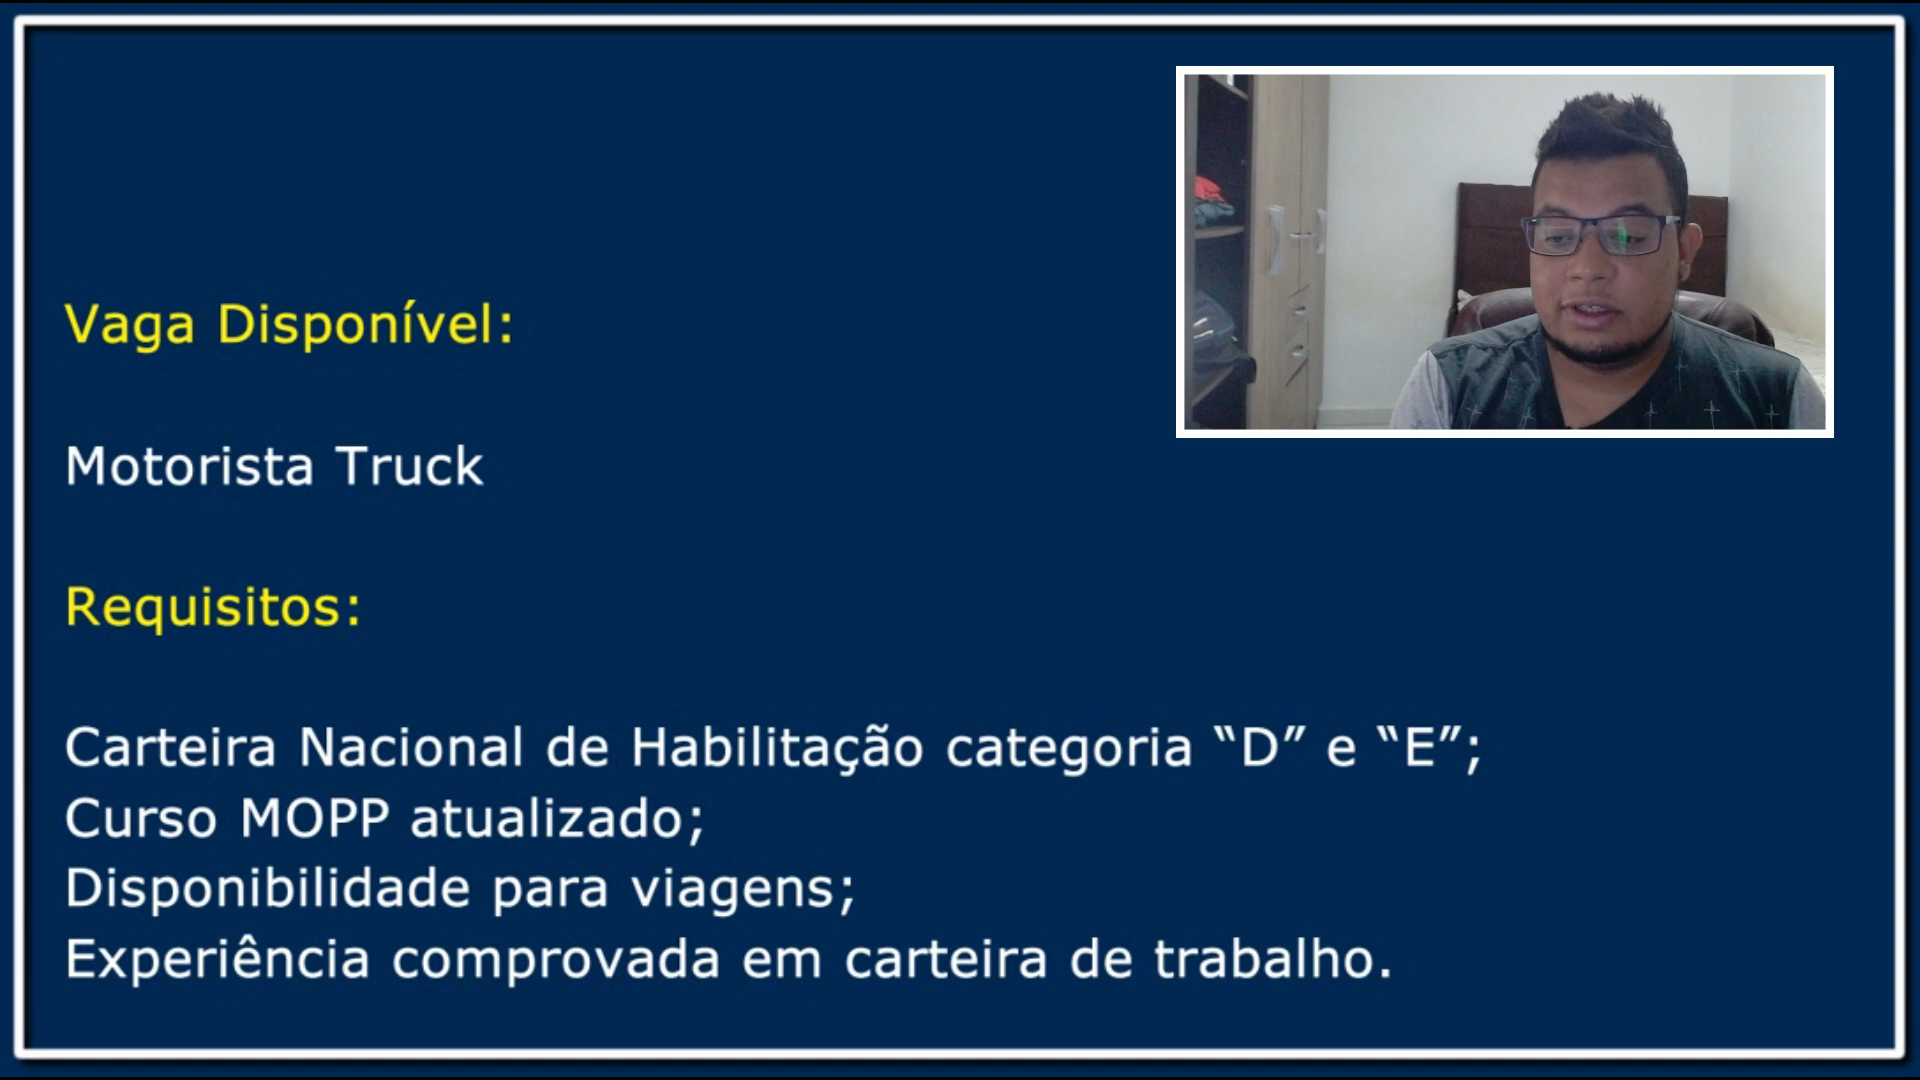 Vaga Disponível:
Motorista Truck
Requisitos:
Carteira Nacional de Habilitação categoria “D” e “E”;
Curso MOPP atualizado;
Disponibilidade para viagens;
Experiência comprovada em carteira de trabalho.